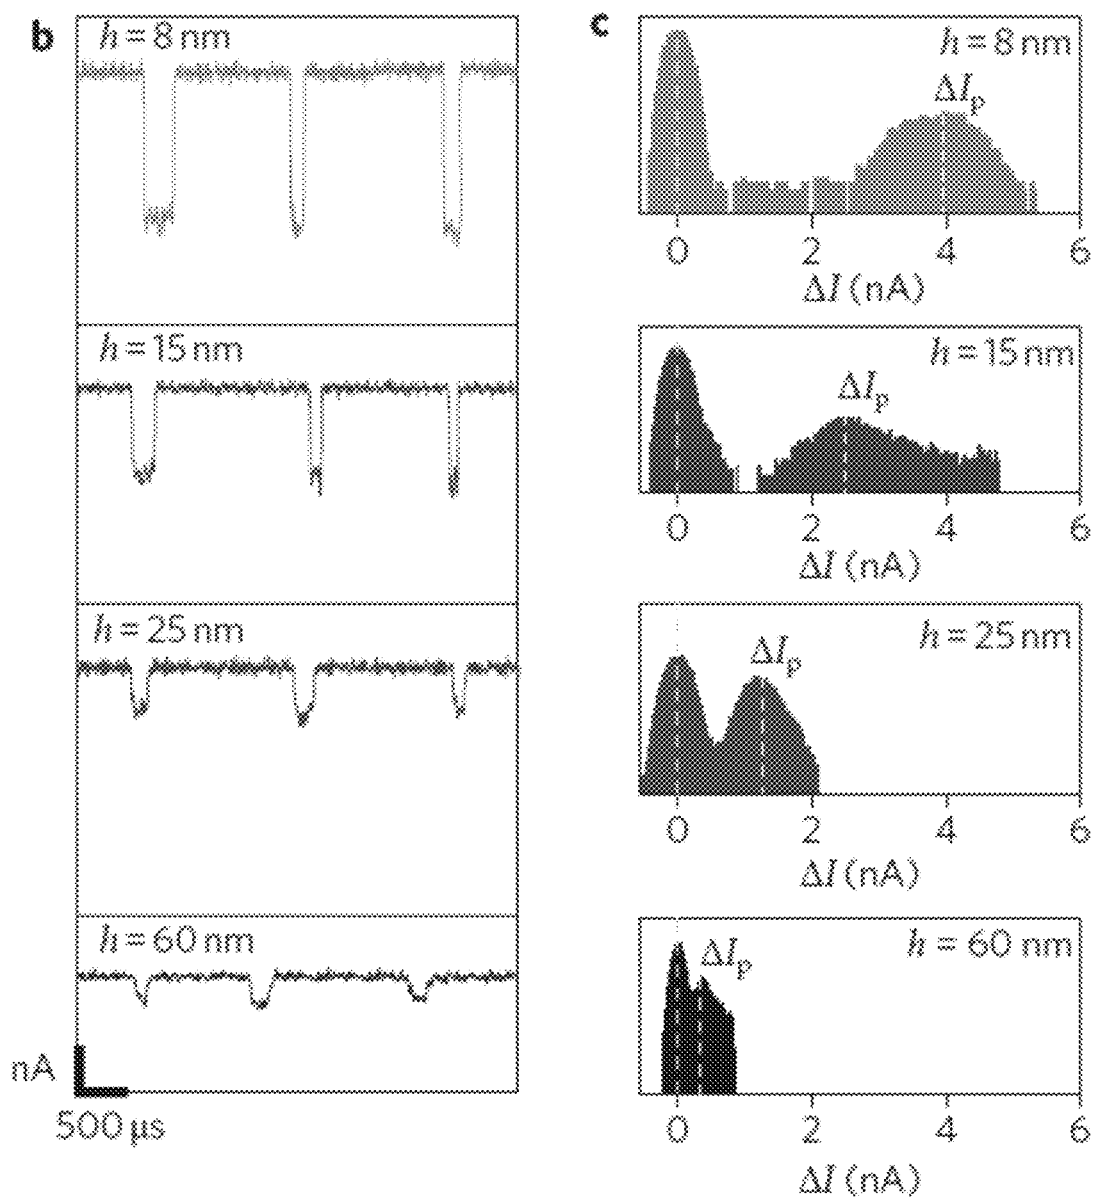 b
h = 8 nm
h = 15 nm
h = 25 nm
h = 60 nm
nA
500 μs
c
h = 8 nm
ΔIp
0 2 4 6
ΔI (nA)
h = 15 nm
ΔIp
0 2 4 6
ΔI (nA)
h = 25 nm
ΔIp
0 2 4 6
ΔI (nA)
h = 60 nm
ΔIp
0 2 4 6
ΔI (nA)